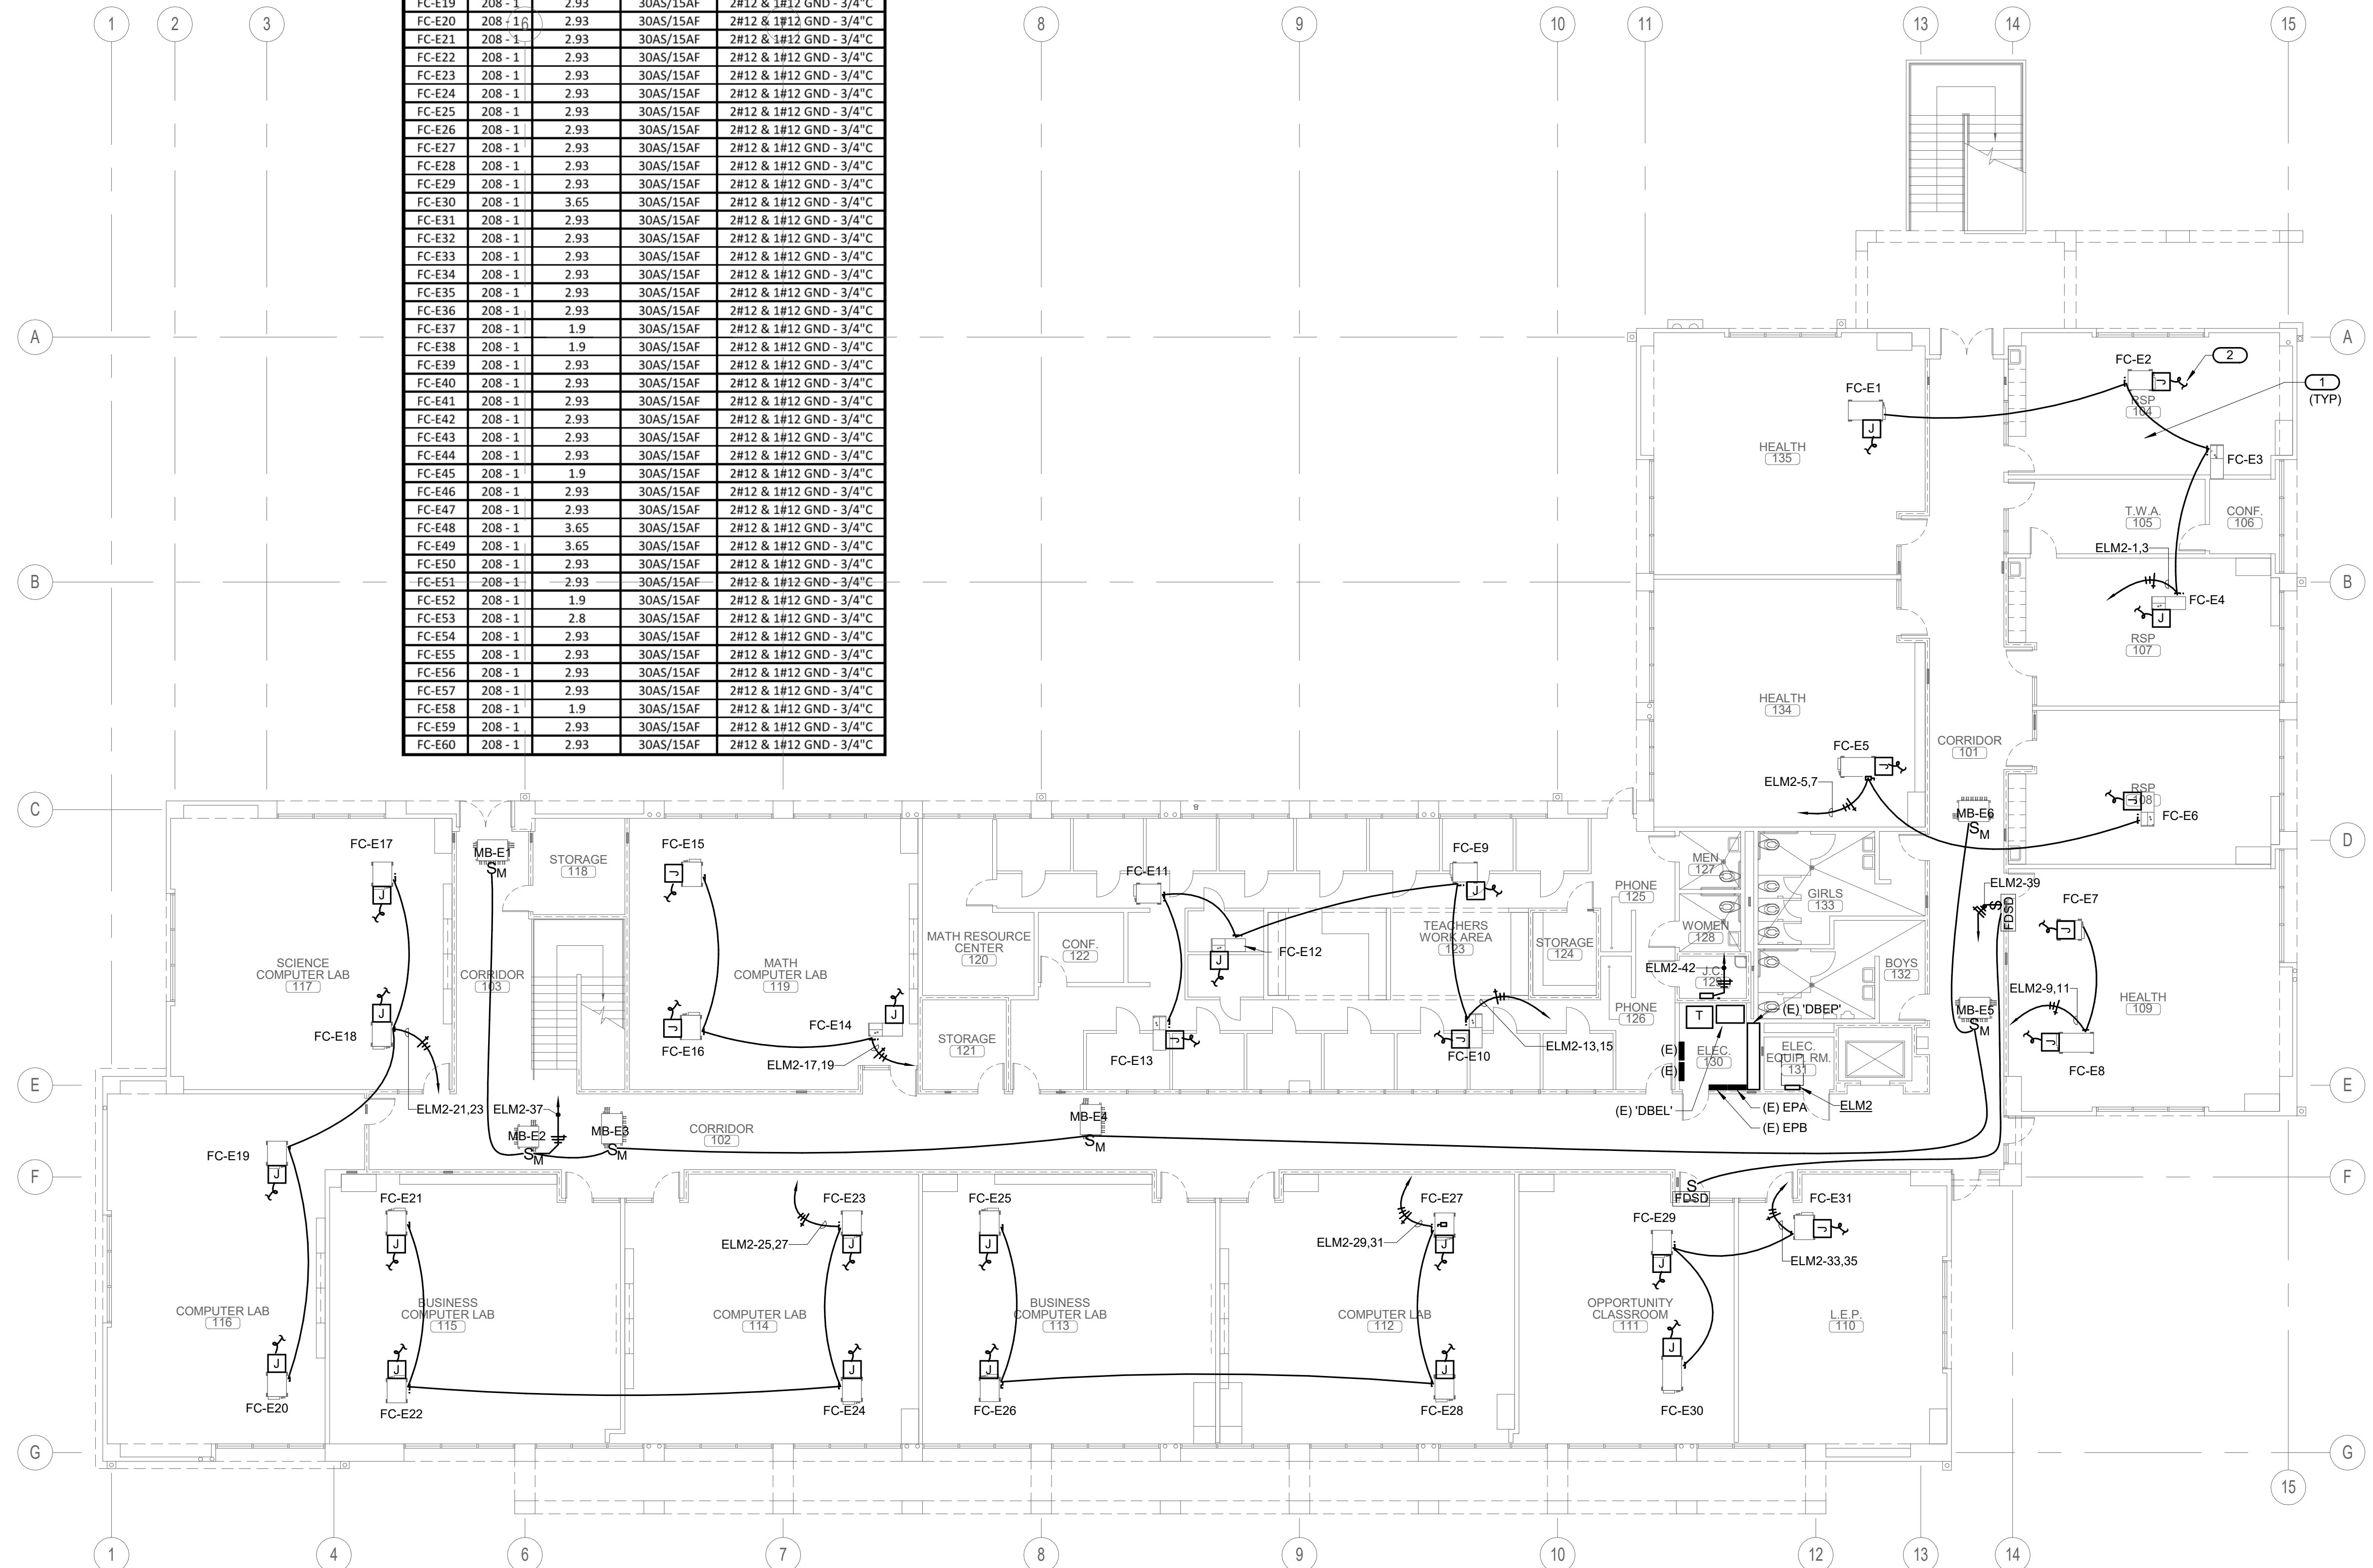 FC-E19 208 - 1 2.93 30AS/15AF 2#12 & 1#12 GND - 3/4"C
FC-E20 208 - 1 2.93 30AS/15AF 2#12 & 1#12 GND - 3/4"C
FC-E21 208 - 1 2.93 30AS/15AF 2#12 & 1#12 GND - 3/4"C
FC-E22 208 - 1 2.93 30AS/15AF 2#12 & 1#12 GND - 3/4"C
FC-E23 208 - 1 2.93 30AS/15AF 2#12 & 1#12 GND - 3/4"C
FC-E24 208 - 1 2.93 30AS/15AF 2#12 & 1#12 GND - 3/4"C
FC-E25 208 - 1 2.93 30AS/15AF 2#12 & 1#12 GND - 3/4"C
FC-E26 208 - 1 2.93 30AS/15AF 2#12 & 1#12 GND - 3/4"C
FC-E27 208 - 1 2.93 30AS/15AF 2#12 & 1#12 GND - 3/4"C
FC-E28 208 - 1 2.93 30AS/15AF 2#12 & 1#12 GND - 3/4"C
FC-E29 208 - 1 2.93 30AS/15AF 2#12 & 1#12 GND - 3/4"C
FC-E30 208 - 1 3.65 30AS/15AF 2#12 & 1#12 GND - 3/4"C
FC-E31 208 - 1 2.93 30AS/15AF 2#12 & 1#12 GND - 3/4"C
FC-E32 208 - 1 2.93 30AS/15AF 2#12 & 1#12 GND - 3/4"C
FC-E33 208 - 1 2.93 30AS/15AF 2#12 & 1#12 GND - 3/4"C
FC-E34 208 - 1 2.93 30AS/15AF 2#12 & 1#12 GND - 3/4"C
FC-E35 208 - 1 2.93 30AS/15AF 2#12 & 1#12 GND - 3/4"C
FC-E36 208 - 1 2.93 30AS/15AF 2#12 & 1#12 GND - 3/4"C
FC-E37 208 - 1 1.9 30AS/15AF 2#12 & 1#12 GND - 3/4"C
FC-E38 208 - 1 1.9 30AS/15AF 2#12 & 1#12 GND - 3/4"C
FC-E39 208 - 1 2.93 30AS/15AF 2#12 & 1#12 GND - 3/4"C
FC-E40 208 - 1 2.93 30AS/15AF 2#12 & 1#12 GND - 3/4"C
FC-E41 208 - 1 2.93 30AS/15AF 2#12 & 1#12 GND - 3/4"C
FC-E42 208 - 1 2.93 30AS/15AF 2#12 & 1#12 GND - 3/4"C
FC-E43 208 - 1 2.93 30AS/15AF 2#12 & 1#12 GND - 3/4"C
FC-E44 208 - 1 2.93 30AS/15AF 2#12 & 1#12 GND - 3/4"C
FC-E45 208 - 1 1.9 30AS/15AF 2#12 & 1#12 GND - 3/4"C
FC-E46 208 - 1 2.93 30AS/15AF 2#12 & 1#12 GND - 3/4"C
FC-E47 208 - 1 2.93 30AS/15AF 2#12 & 1#12 GND - 3/4"C
FC-E48 208 - 1 3.65 30AS/15AF 2#12 & 1#12 GND - 3/4"C
FC-E49 208 - 1 3.65 30AS/15AF 2#12 & 1#12 GND - 3/4"C
FC-E50 208 - 1 2.93 30AS/15AF 2#12 & 1#12 GND - 3/4"C
FC-E51 208 - 1 2.93 30AS/15AF 2#12 & 1#12 GND - 3/4"C
FC-E52 208 - 1 1.9 30AS/15AF 2#12 & 1#12 GND - 3/4"C
FC-E53 208 - 1 2.8 30AS/15AF 2#12 & 1#12 GND - 3/4"C
FC-E54 208 - 1 2.93 30AS/15AF 2#12 & 1#12 GND - 3/4"C
FC-E55 208 - 1 2.93 30AS/15AF 2#12 & 1#12 GND - 3/4"C
FC-E56 208 - 1 2.93 30AS/15AF 2#12 & 1#12 GND - 3/4"C
FC-E57 208 - 1 2.93 30AS/15AF 2#12 & 1#12 GND - 3/4"C
FC-E58 208 - 1 1.9 30AS/15AF 2#12 & 1#12 GND - 3/4"C
FC-E59 208 - 1 2.93 30AS/15AF 2#12 & 1#12 GND - 3/4"C
FC-E60 208 - 1 2.93 30AS/15AF 2#12 & 1#12 GND - 3/4"C
1 2 3 6 8 9 10 11 13 14 15
A A
FC-E1
J
HEALTH
135
FC-E2
J
2
RSP
104
1
(TYP)
FC-E3
T.W.A.
105
CONF.
106
ELM2-1,3
B B
FC-E4
J
RSP
107
HEALTH
134
FC-E5
J
ELM2-5,7
CORRIDOR
101
RSP
108
J
FC-E6
MB-E6
SM
C D
FC-E17
J
MB-E1
SM
STORAGE
118
FC-E15
J
FC-E11
FC-E9
J
MEN
127
PHONE
125
GIRLS
133
ELM2-39
S
FDSD
FC-E7
J
SCIENCE
COMPUTER LAB
117
CORRIDOR
103
MATH
COMPUTER LAB
119
MATH RESOURCE
CENTER
120
CONF.
122
FC-E12
J
TEACHERS
WORK AREA
123
STORAGE
124
WOMEN
128
ELM2-42
J.C.
129
BOYS
132
ELM2-9,11
HEALTH
109
J
FC-E18
J
FC-E16
FC-E14
J
ELM2-17,19
STORAGE
121
FC-E13
J
J
FC-E10
ELM2-13,15
PHONE
126
T
(E) 'DBEP'
(E)
(E)
ELEC.
130
ELEC.
EQUIP. RM.
131
MB-E5
SM
J
FC-E8
E E
ELM2-21,23
ELM2-37
MB-E2
SM
MB-E3
SM
CORRIDOR
102
MB-E4
SM
(E) 'DBEL'
(E) EPA
(E) EPB
ELM2
F F
FC-E19
J
FC-E21
J
FC-E23
J
ELM2-25,27
FC-E25
J
FC-E27
J
ELM2-29,31
S
FDSD
FC-E29
J
FC-E31
J
ELM2-33,35
COMPUTER LAB
116
BUSINESS
COMPUTER LAB
115
COMPUTER LAB
114
BUSINESS
COMPUTER LAB
113
COMPUTER LAB
112
OPPORTUNITY
CLASSROOM
111
L.E.P.
110
J
FC-E20
J
FC-E22
J
FC-E24
J
FC-E26
J
FC-E28
J
FC-E30
G G
15
1 4 6 7 8 9 10 12 13 14